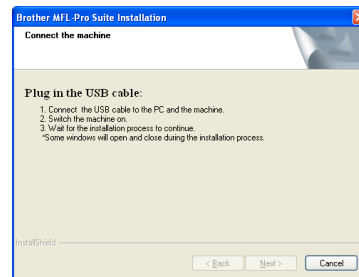 Brother MFL-Pro Suite Installation
Connect the machine
Plug in the USB cable:
1. Connect the USB cable to the PC and the machine.
2. Switch the machine on.
3. Wait for the installation process to continue.
*Some windows will open and close during the installation process.
InstallShield
< Back Next > Cancel